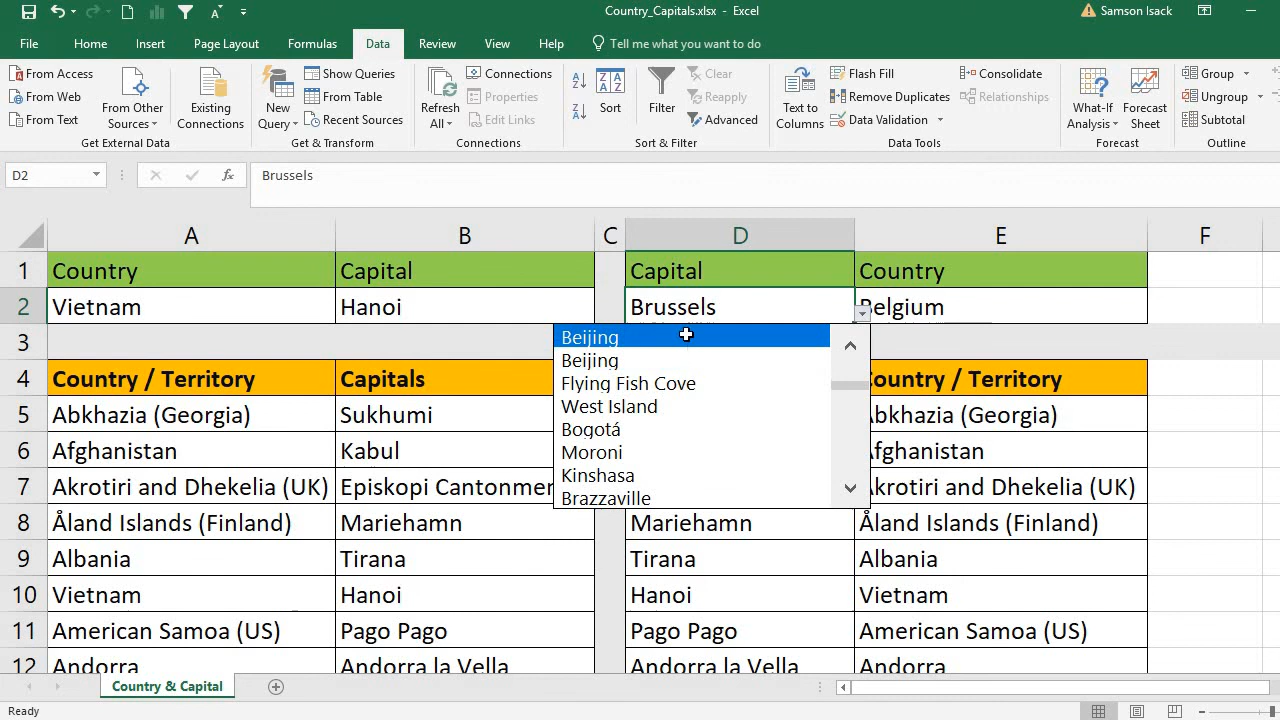 Country_Capitals.xlsx - Excel
Samson Isack
File Home Insert Page Layout Formulas Data Review View Help Tell me what you want to do
From Access
From Web
From Text
From Other Sources
Existing Connections
Get External Data
New Query
Show Queries
From Table
Recent Sources
Get & Transform
Refresh All
Connections
Properties
Edit Links
Connections
Sort
Filter
Clear
Reapply
Advanced
Sort & Filter
Text to Columns
Flash Fill
Remove Duplicates
Data Validation
Consolidate
Relationships
Data Tools
What-If Analysis
Forecast Sheet
Forecast
Group
Ungroup
Subtotal
Outline
D2 fx Brussels
A B C D E F
1 Country Capital Capital Country
2 Vietnam Hanoi Brussels Belgium
3
Beijing
Beijing
Flying Fish Cove
West Island
Bogotá
Moroni
Kinshasa
Brazzaville
4 Country / Territory Capitals Country / Territory
5 Abkhazia (Georgia) Sukhumi Abkhazia (Georgia)
6 Afghanistan Kabul Afghanistan
7 Akrotiri and Dhekelia (UK) Episkopi Cantonmen Akrotiri and Dhekelia (UK)
8 Åland Islands (Finland) Mariehamn Mariehamn Åland Islands (Finland)
9 Albania Tirana Tirana Albania
10 Vietnam Hanoi Hanoi Vietnam
11 American Samoa (US) Pago Pago Pago Pago American Samoa (US)
12 Andorra Andorra la Vella Andorra la Vella Andorra
Country & Capital
Ready